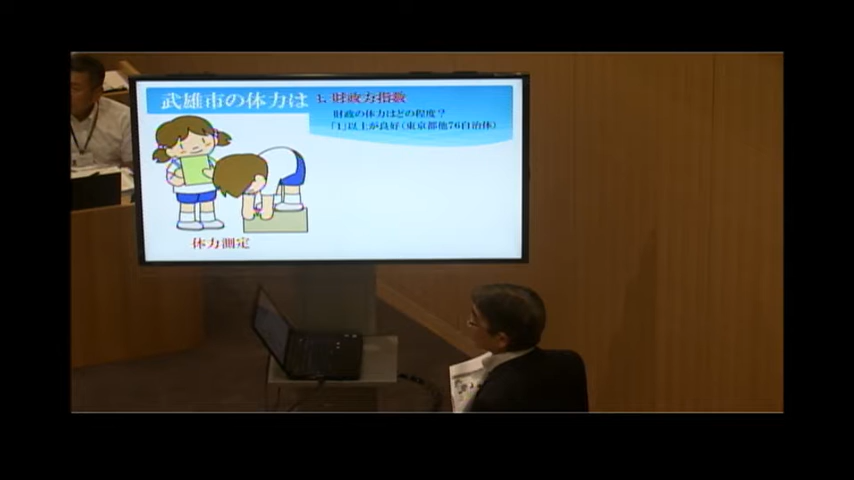 武雄市の体力は
1. 財政力指数
財政の体力はどの程度？
「1」以上が良好（東京都他76自治体）
体力測定